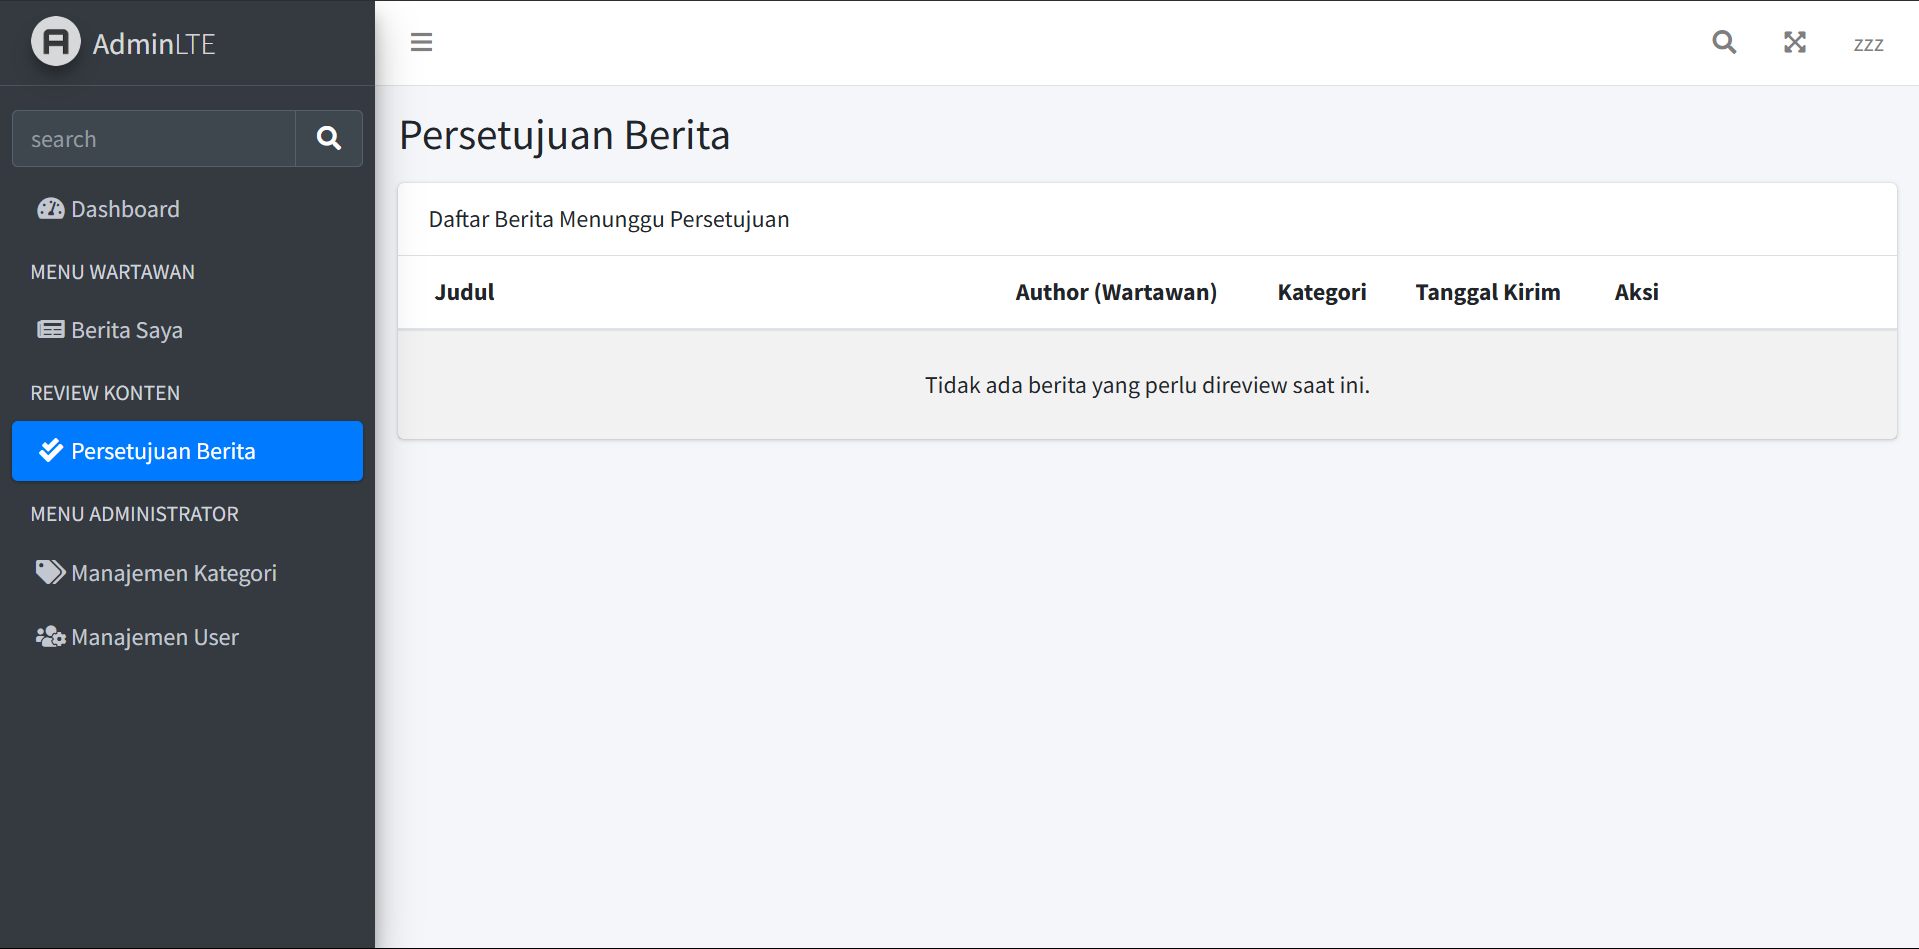 AdminLTE
zzz
search
Dashboard
MENU WARTAWAN
Berita Saya
REVIEW KONTEN
Persetujuan Berita
MENU ADMINISTRATOR
Manajemen Kategori
Manajemen User
Persetujuan Berita
Daftar Berita Menunggu Persetujuan
Judul Author (Wartawan) Kategori Tanggal Kirim Aksi
Tidak ada berita yang perlu direview saat ini.